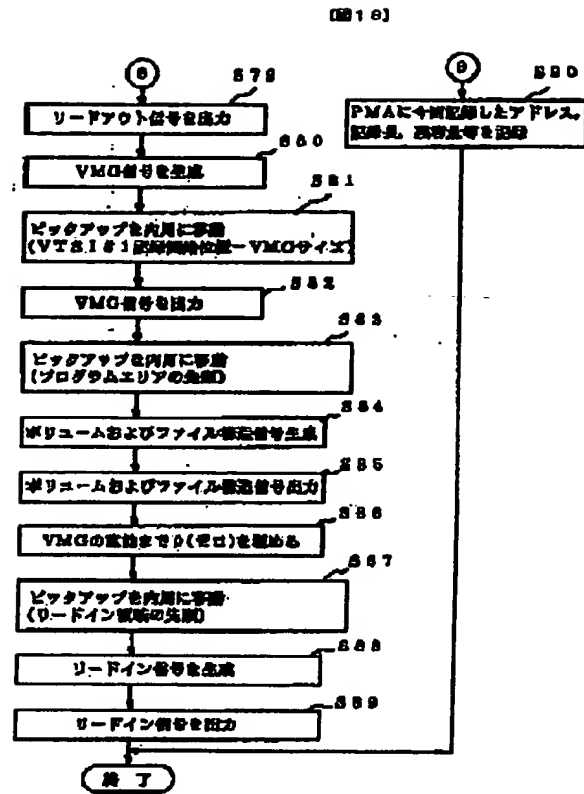 【図18】
8
S79
リードアウト信号を出力
S80
VMG信号を生成
S81
ピックアップを内周に移動
(VTSI#1記録開始位置-VMGサイズ)
S82
VMG信号を出力
S83
ピックアップを内周に移動
(プログラムエリアの先頭)
S84
ボリュームおよびファイル構造信号生成
S85
ボリュームおよびファイル構造信号出力
S86
VMGの直前まで0(ゼロ)を埋める
S87
ピックアップを内周に移動
(リードイン領域の先頭)
S88
リードイン信号を生成
S89
リードイン信号を出力
終了
9
S90
PMAに今回記録したアドレス,
記録長,残容量等を記録